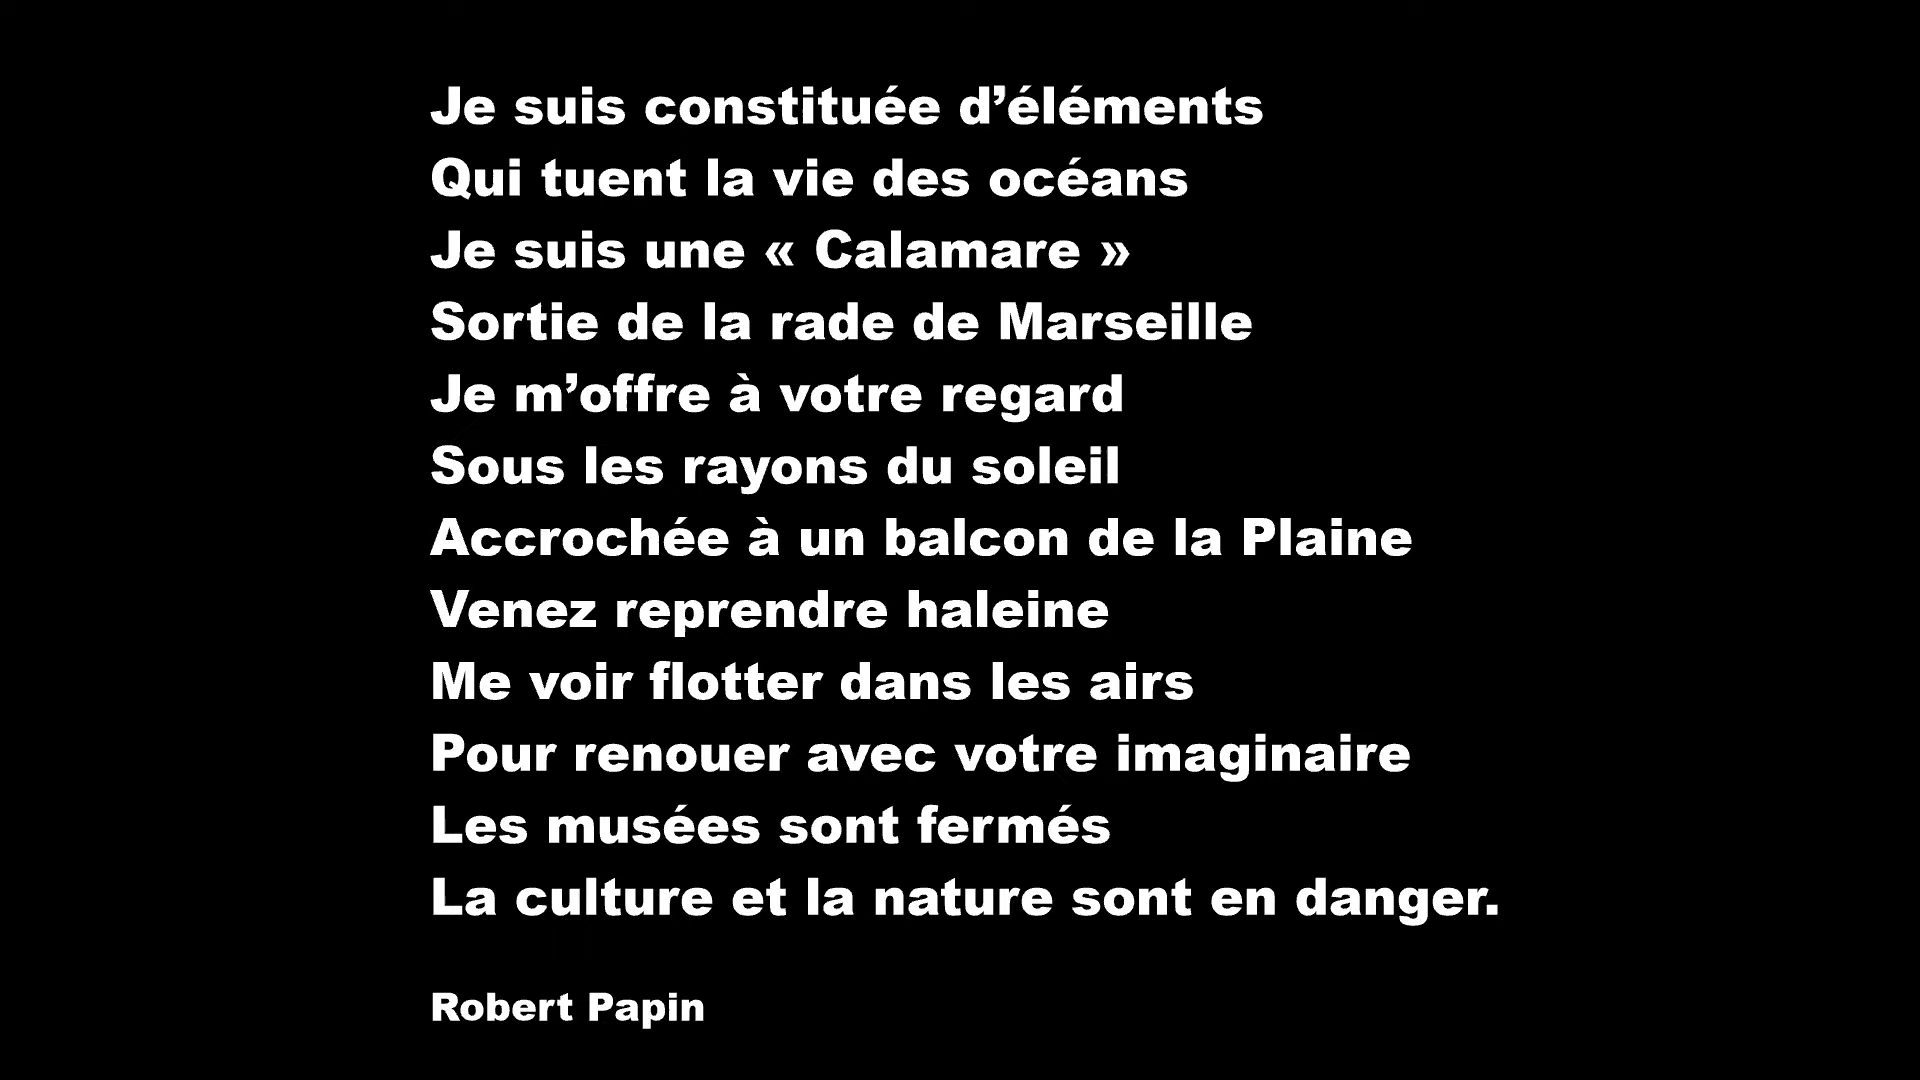 Je suis constituée d’éléments
Qui tuent la vie des océans
Je suis une « Calamare »
Sortie de la rade de Marseille
Je m’offre à votre regard
Sous les rayons du soleil
Accrochée à un balcon de la Plaine
Venez reprendre haleine
Me voir flotter dans les airs
Pour renouer avec votre imaginaire
Les musées sont fermés
La culture et la nature sont en danger.
Robert Papin